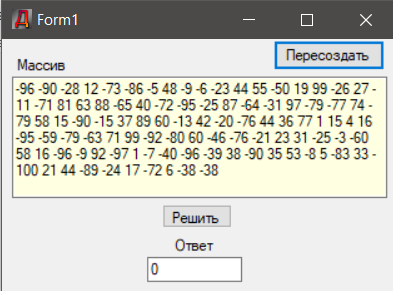 Form1
Пересоздать
Массив
-96 -90 -28 12 -73 -86 -5 48 -9 -6 -23 44 55 -50 19 99 -26 27 -
11 -71 81 63 88 -65 40 -72 -95 -25 87 -64 -31 97 -79 -77 74 -
79 58 15 -90 -15 37 89 60 -13 42 -20 -76 44 36 77 1 15 4 16
-95 -59 -79 -63 71 99 -92 -80 60 -46 -76 -21 23 31 -25 -3 -60
58 16 -96 -9 92 -97 1 -7 -40 -96 -39 38 -90 35 53 -8 5 -83 33 -
100 21 44 -89 -24 17 -72 6 -38 -38
Решить
Ответ
0